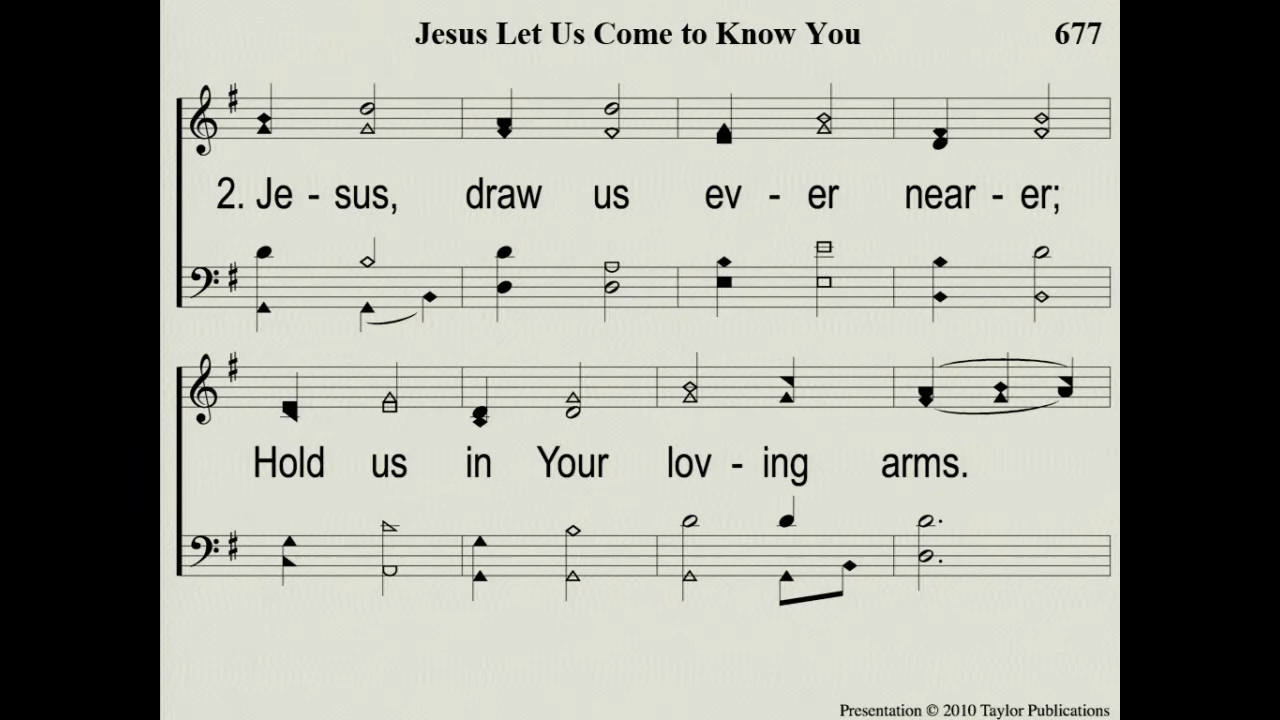 Jesus Let Us Come to Know You 677
2. Je - sus, draw us ev - er near - er;
Hold us in Your lov - ing arms.
Presentation © 2010 Taylor Publications